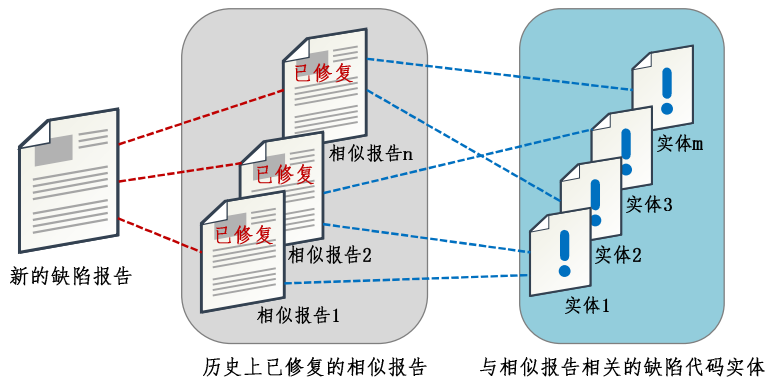 已修复
相似报告n
实体m
已修复
实体3
已修复
相似报告2
实体2
新的缺陷报告
相似报告1
实体1
历史上已修复的相似报告
与相似报告相关的缺陷代码实体